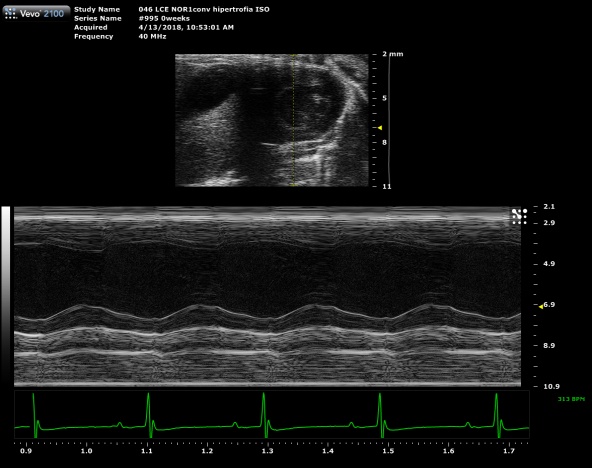 Vevo 2100
Study Name 046 LCE NOR1conv hipertrofia ISO
Series Name #995 0weeks
Acquired 4/13/2018, 10:53:01 AM
Frequency 40 MHz
2 mm
5
8
11
2.1
2.9
4.9
6.9
8.9
10.9
313 BPM
0.9 1.0 1.1 1.2 1.3 1.4 1.5 1.6 1.7